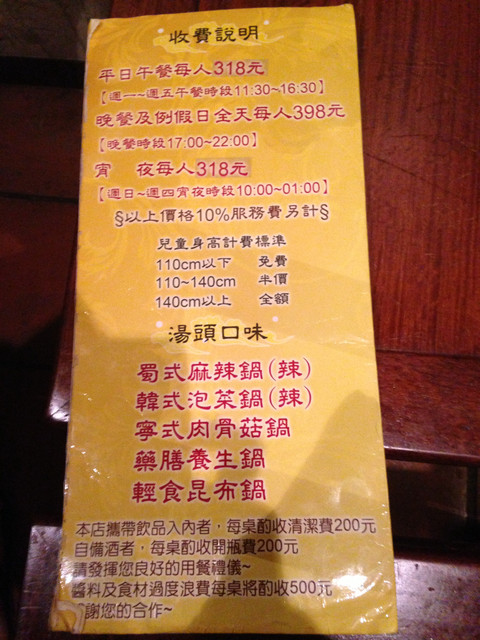 收費說明
平日午餐每人318元
【週一~週五午餐時段11:30~16:30】
晚餐及例假日全天每人398元
【晚餐時段17:00~22:00】
宵 夜每人318元
【週日~週四宵夜時段10:00~01:00】
§以上價格10%服務費另計§
兒童身高計費標準
110cm以下 免費
110~140cm 半價
140cm以上 全額
湯頭口味
蜀式麻辣鍋(辣)
韓式泡菜鍋(辣)
寧式肉骨菇鍋
藥膳養生鍋
輕食昆布鍋
本店攜帶飲品入內者，每桌酌收清潔費200元
自備酒者，每桌酌收開瓶費200元
請發揮您良好的用餐禮儀~
醬料及食材過度浪費每桌將酌收500元
謝您的合作~